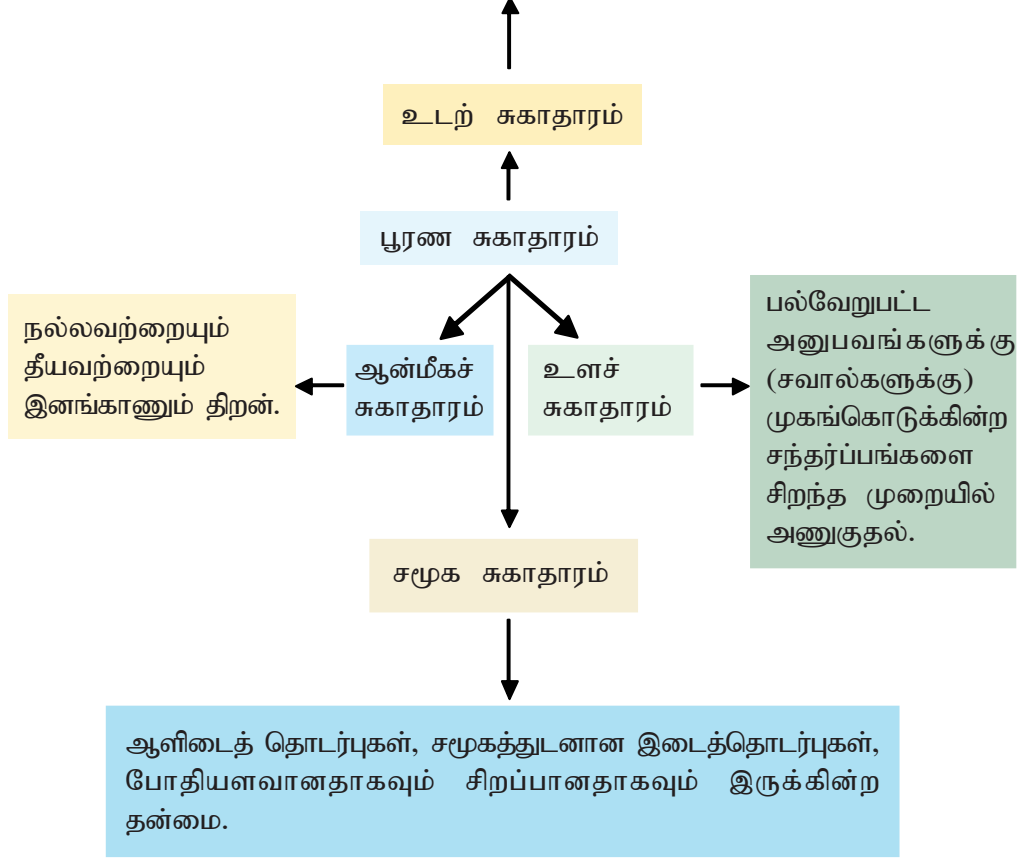 உடற் சுகாதாரம்
பூரண சுகாதாரம்
நல்லவற்றையும்
தீயவற்றையும்
இனங்காணும் திறன்.
ஆன்மீகச்
சுகாதாரம்
உளச்
சுகாதாரம்
பல்வேறுபட்ட
அனுபவங்களுக்கு
(சவால்களுக்கு)
முகங்கொடுக்கின்ற
சந்தர்ப்பங்களை
சிறந்த முறையில்
அணுகுதல்.
சமூக சுகாதாரம்
ஆளிடைத் தொடர்புகள், சமூகத்துடனான இடைத்தொடர்புகள்,
போதியளவானதாகவும் சிறப்பானதாகவும் இருக்கின்ற
தன்மை.